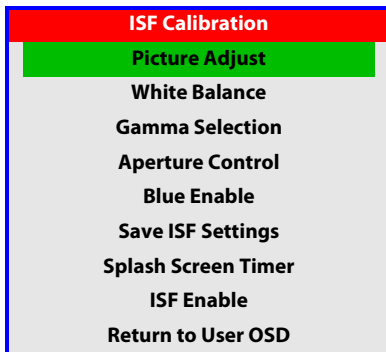 ISF Calibration
Picture Adjust
White Balance
Gamma Selection
Aperture Control
Blue Enable
Save ISF Settings
Splash Screen Timer
ISF Enable
Return to User OSD